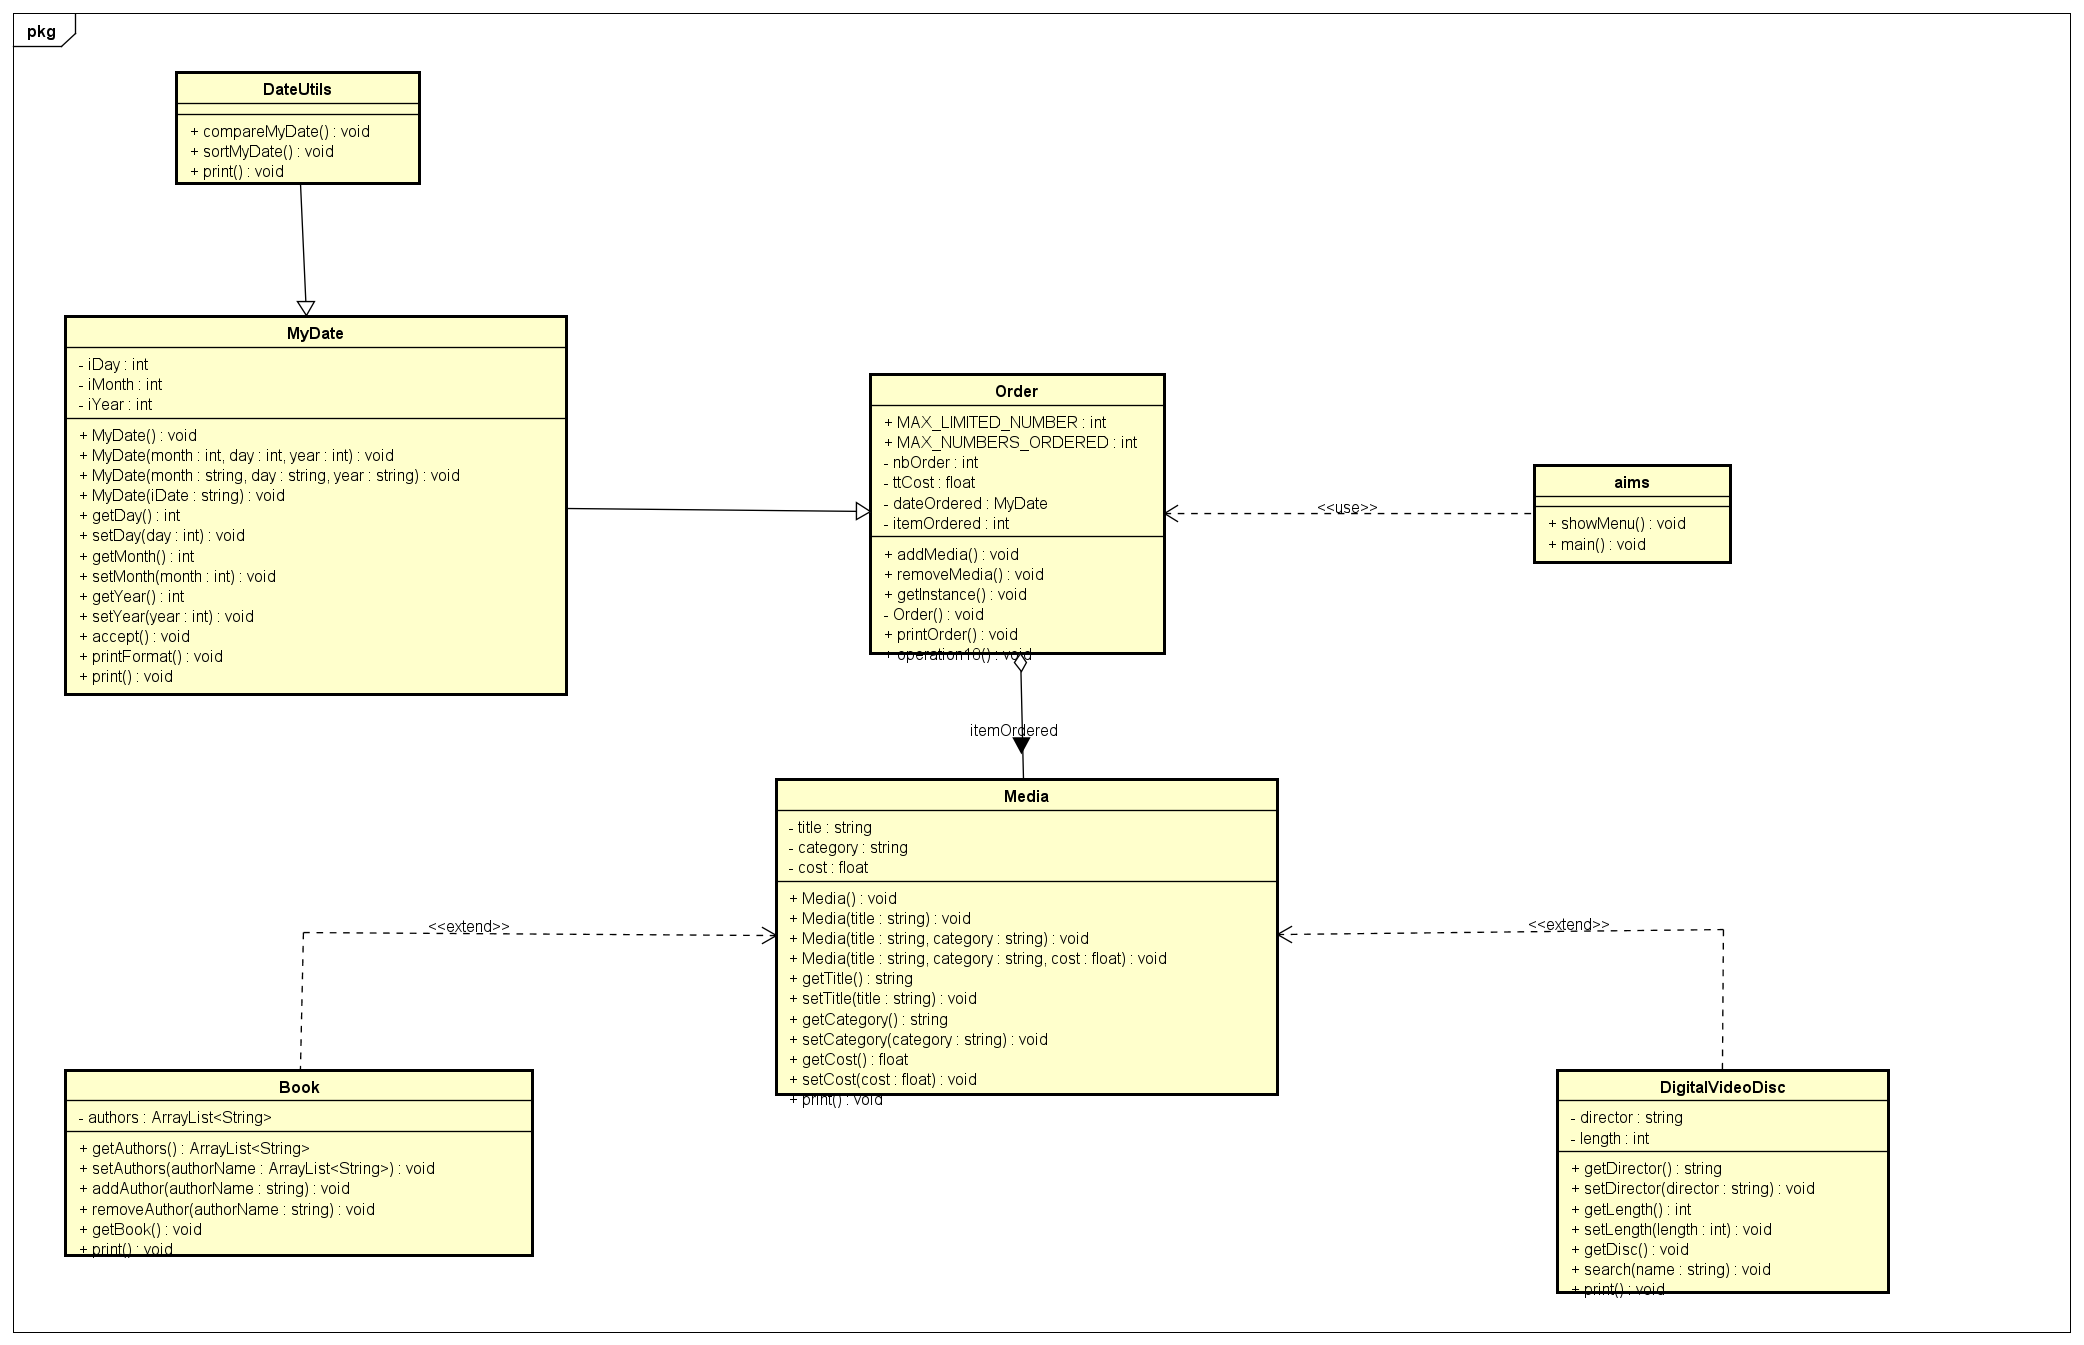 pkg
DateUtils
+ compareMyDate() : void
+ sortMyDate() : void
+ print() : void
MyDate
- iDay : int
- iMonth : int
- iYear : int
+ MyDate() : void
+ MyDate(month : int, day : int, year : int) : void
+ MyDate(month : string, day : string, year : string) : void
+ MyDate(iDate : string) : void
+ getDay() : int
+ setDay(day : int) : void
+ getMonth() : int
+ setMonth(month : int) : void
+ getYear() : int
+ setYear(year : int) : void
+ accept() : void
+ printFormat() : void
+ print() : void
Order
+ MAX_LIMITED_NUMBER : int
+ MAX_NUMBERS_ORDERED : int
- nbOrder : int
- ttCost : float
- dateOrdered : MyDate
- itemOrdered : int
+ addMedia() : void
+ removeMedia() : void
+ getInstance() : void
- Order() : void
+ printOrder() : void
+ operation18() : void
<<use>>
aims
+ showMenu() : void
+ main() : void
itemOrdered
Media
- title : string
- category : string
- cost : float
+ Media() : void
+ Media(title : string) : void
+ Media(title : string, category : string) : void
+ Media(title : string, category : string, cost : float) : void
+ getTitle() : string
+ setTitle(title : string) : void
+ getCategory() : string
+ setCategory(category : string) : void
+ getCost() : float
+ setCost(cost : float) : void
+ print() : void
<<extend>>
<<extend>>
Book
- authors : ArrayList<String>
+ getAuthors() : ArrayList<String>
+ setAuthors(authorName : ArrayList<String>) : void
+ addAuthor(authorName : string) : void
+ removeAuthor(authorName : string) : void
+ getBook() : void
+ print() : void
DigitalVideoDisc
- director : string
- length : int
+ getDirector() : string
+ setDirector(director : string) : void
+ getLength() : int
+ setLength(length : int) : void
+ getDisc() : void
+ search(name : string) : void
+ print() : void